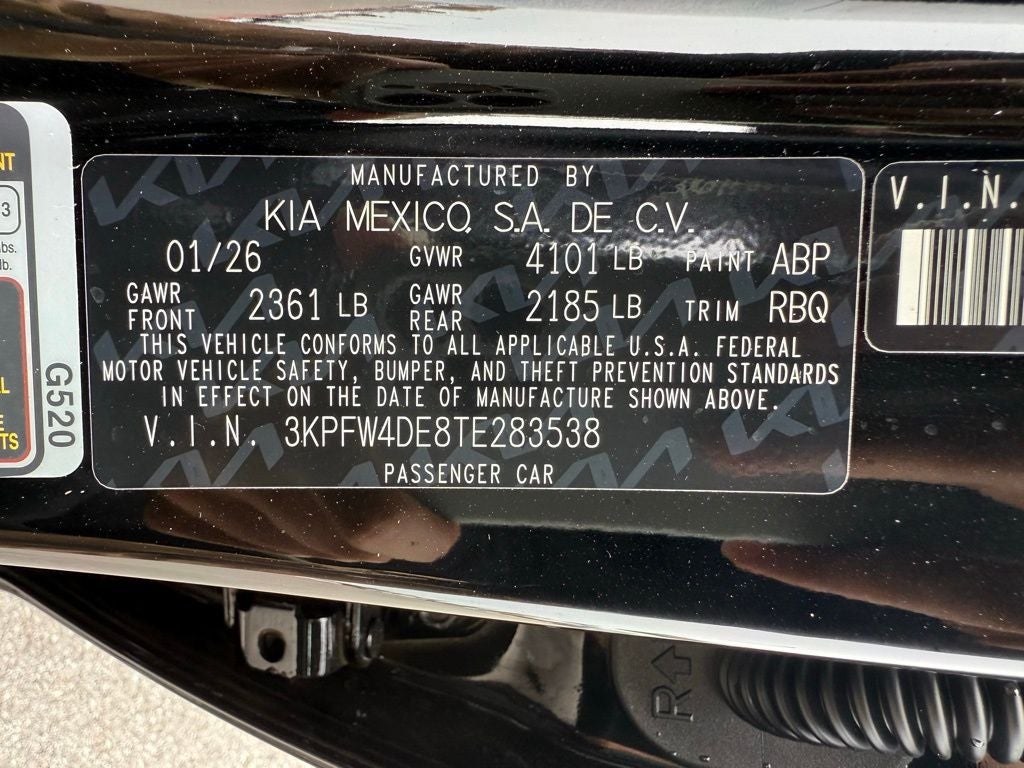 MANUFACTURED BY
KIA MEXICO, S.A. DE C.V.
01/26 GVWR 4101 LB PAINT ABP
GAWR FRONT 2361 LB GAWR REAR 2185 LB TRIM RBQ
THIS VEHICLE CONFORMS TO ALL APPLICABLE U.S.A. FEDERAL
MOTOR VEHICLE SAFETY, BUMPER, AND THEFT PREVENTION STANDARDS
IN EFFECT ON THE DATE OF MANUFACTURE SHOWN ABOVE.
V.I.N. 3KPFW4DE8TE283538
PASSENGER CAR
V.I.N.
G520
3
lb.
R